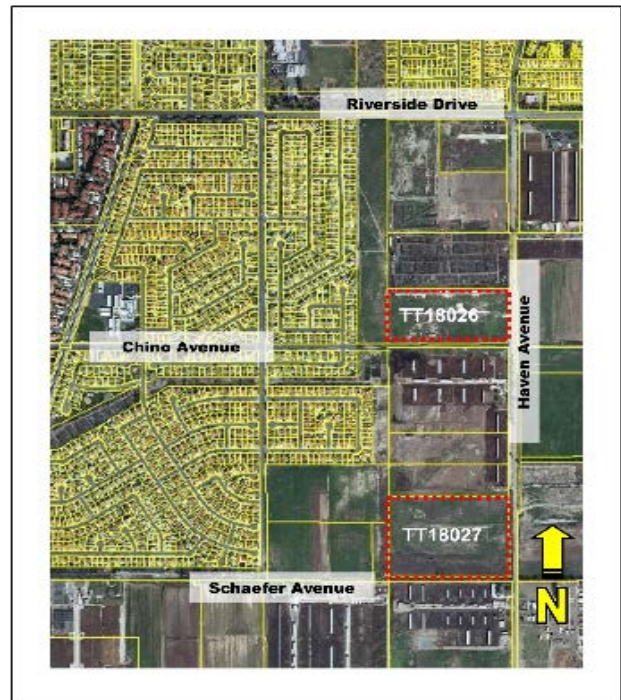 Riverside Drive
TT18026
Haven Avenue
Chino Avenue
TT18027
Schaefer Avenue
N